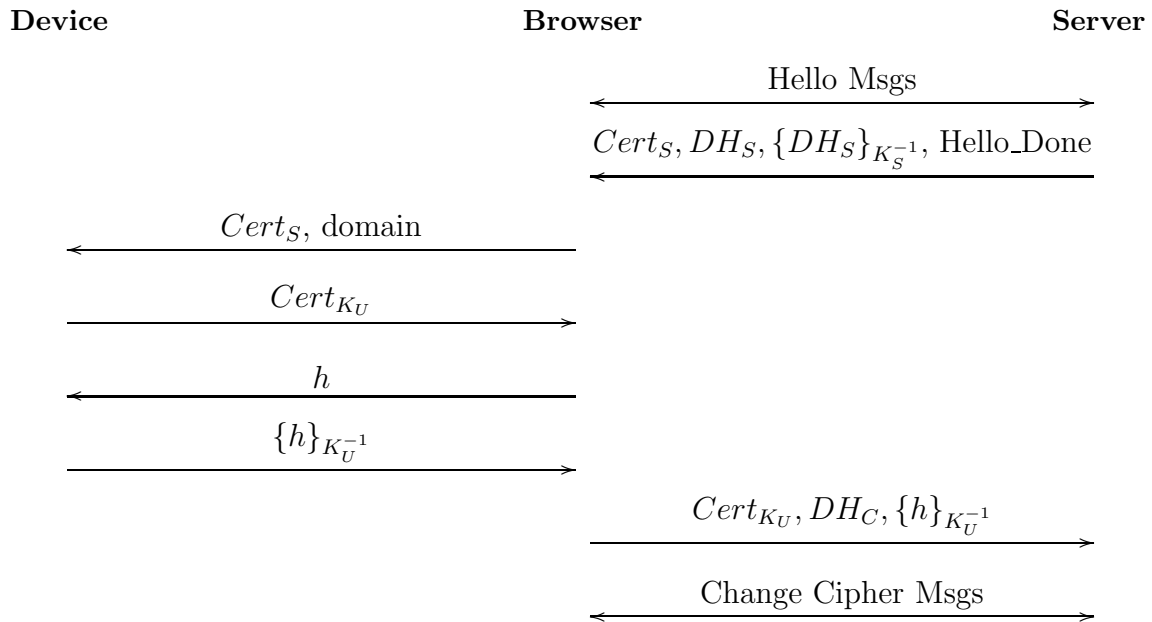 Device Browser Server
Hello Msgs
Cert_S, DH_S, {DH_S}_{K_S^{-1}}, Hello_Done
Cert_S, domain
Cert_{K_U}
h
{h}_{K_U^{-1}}
Cert_{K_U}, DH_C, {h}_{K_U^{-1}}
Change Cipher Msgs